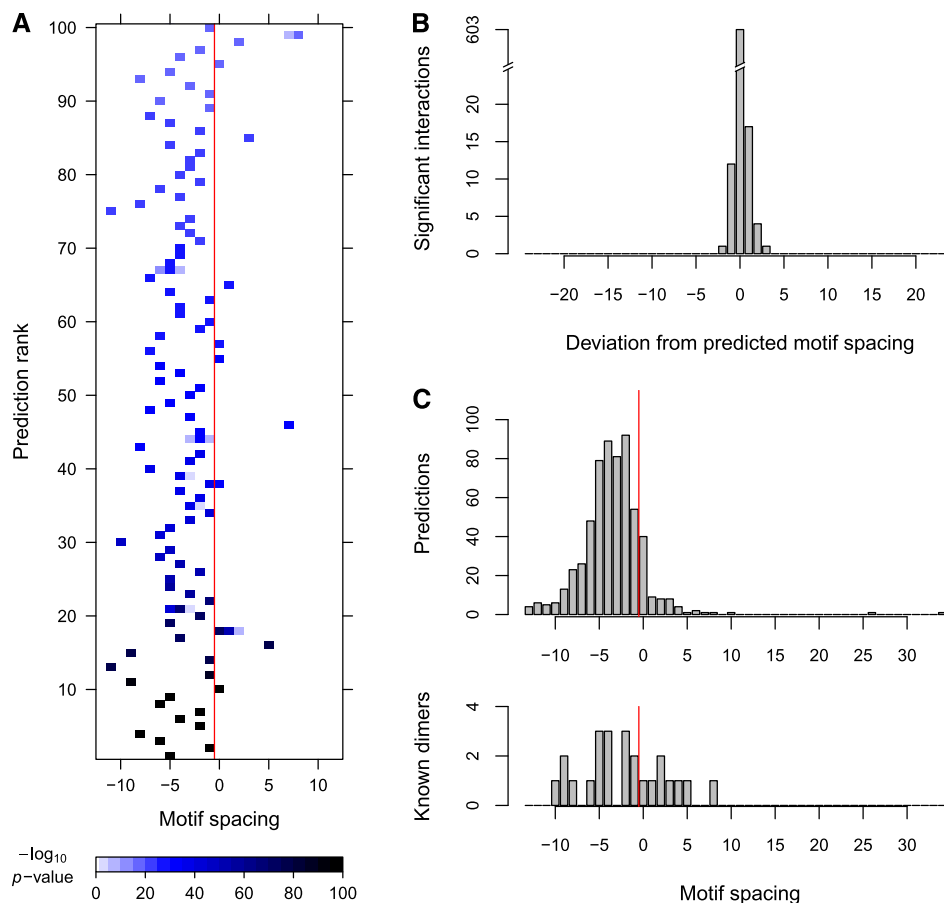 A
Prediction rank
100
90
80
70
60
50
40
30
20
10
−10 −5 0 5 10
Motif spacing
−log10
p−value
0 20 40 60 80 100
B
Significant interactions
603
20
15
10
5
0
−20 −15 −10 −5 0 5 10 15 20
Deviation from predicted motif spacing
C
Predictions
100
80
60
40
20
0
−10 −5 0 5 10 15 20 25 30
Known dimers
4
2
0
−10 −5 0 5 10 15 20 25 30
Motif spacing